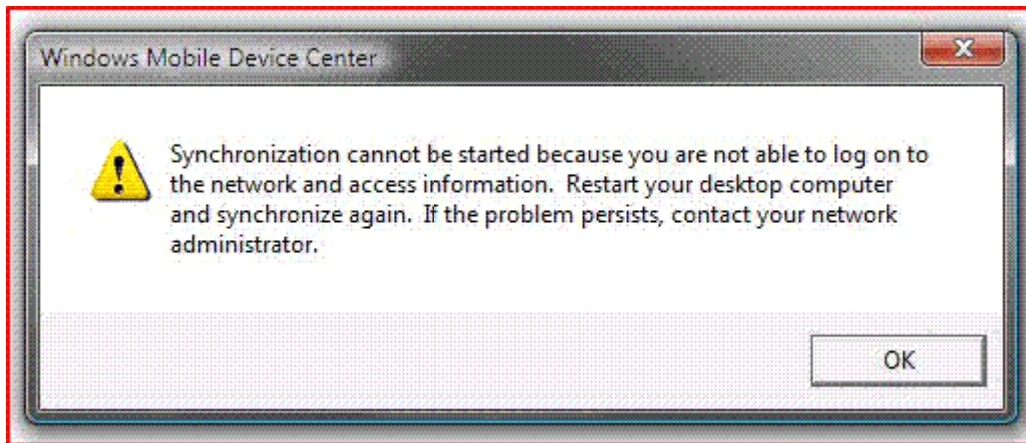 Windows Mobile Device Center
Synchronization cannot be started because you are not able to log on to
the network and access information.  Restart your desktop computer
and synchronize again.  If the problem persists, contact your network
administrator.
OK